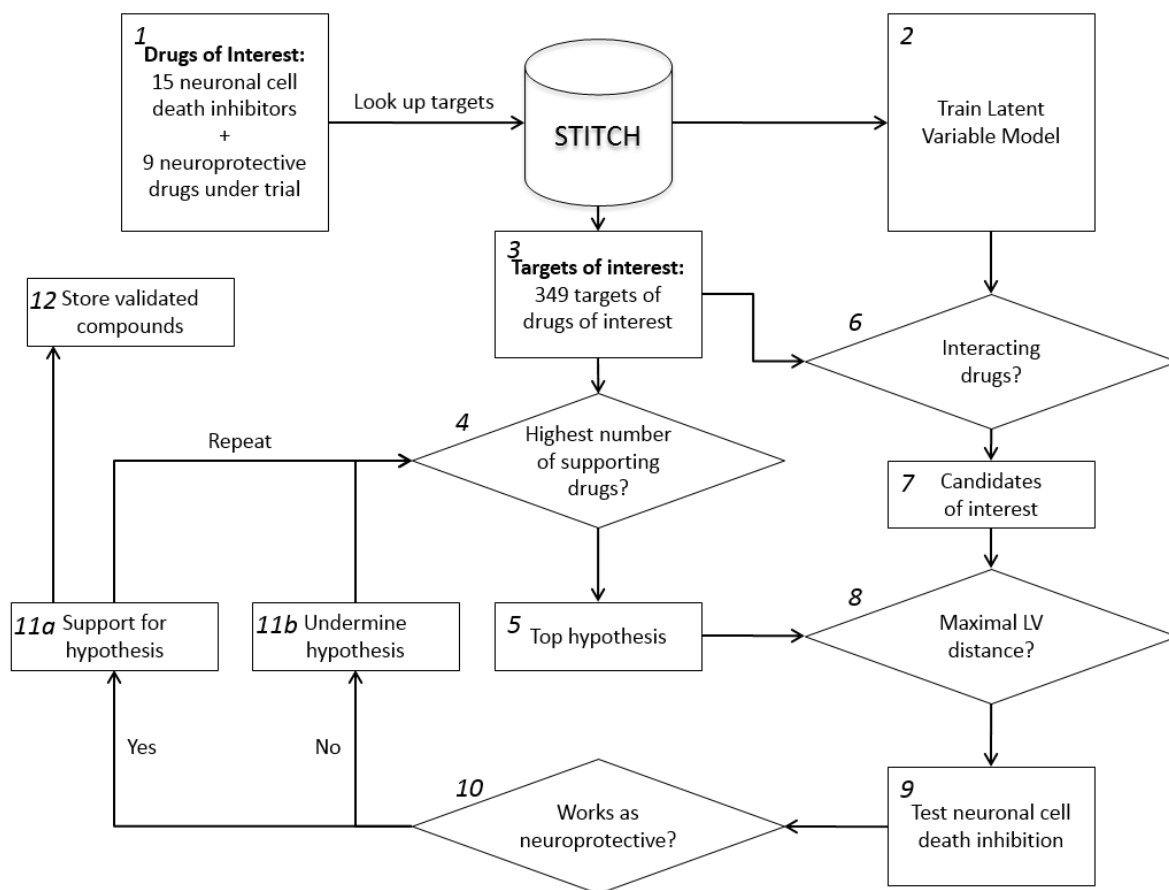 1
Drugs of Interest:
15 neuronal cell
death inhibitors
+
9 neuroprotective
drugs under trial
Look up targets
STITCH
2
Train Latent
Variable Model
3
Targets of interest:
349 targets of
drugs of interest
12 Store validated
compounds
6
Interacting
drugs?
4
Highest number
of supporting
drugs?
Repeat
7 Candidates
of interest
11a Support for
hypothesis
11b Undermine
hypothesis
5 Top hypothesis
8
Maximal LV
distance?
Yes
No
10
Works as
neuroprotective?
9
Test neuronal cell
death inhibition